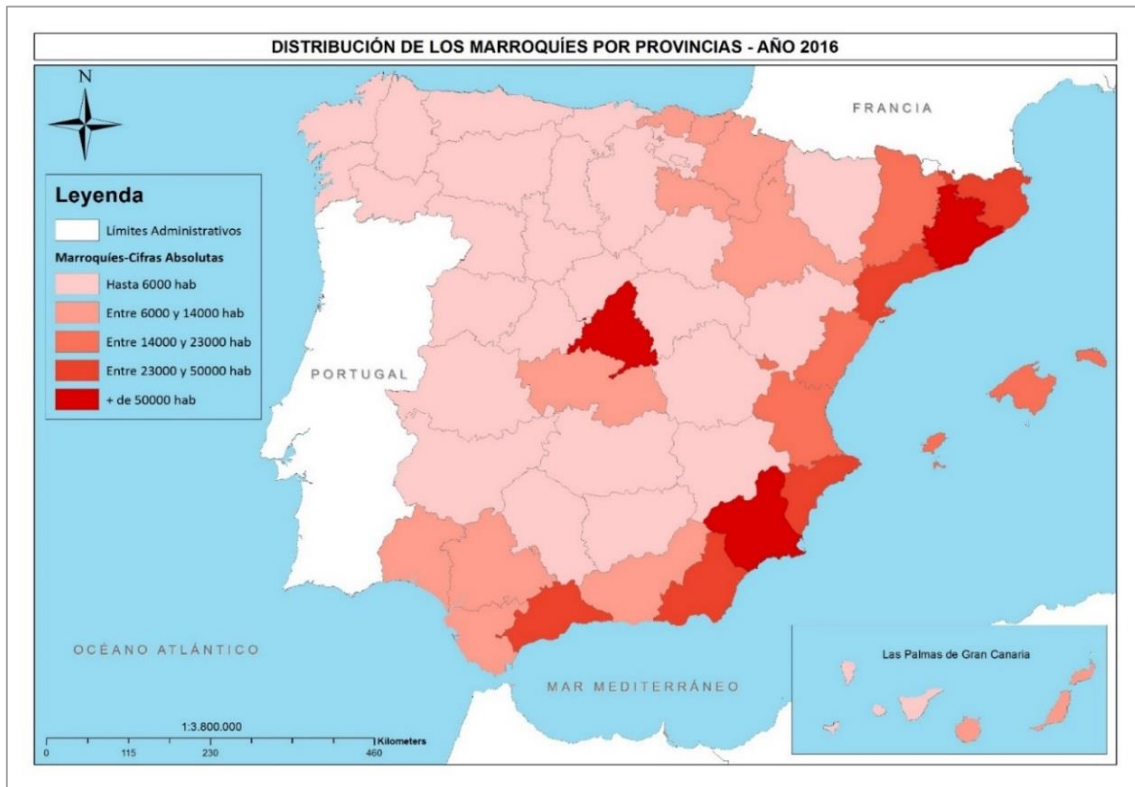 DISTRIBUCIÓN DE LOS MARROQUÍES POR PROVINCIAS - AÑO 2016
N
FRANCIA
Leyenda
Límites Administrativos
Marroquíes-Cifras Absolutas
Hasta 6000 hab
Entre 6000 y 14000 hab
Entre 14000 y 23000 hab
Entre 23000 y 50000 hab
+ de 50000 hab
PORTUGAL
OCÉANO ATLÁNTICO
MAR MEDITERRÁNEO
Las Palmas de Gran Canaria
1:3.800.000
Kilometers
0 115 230 460